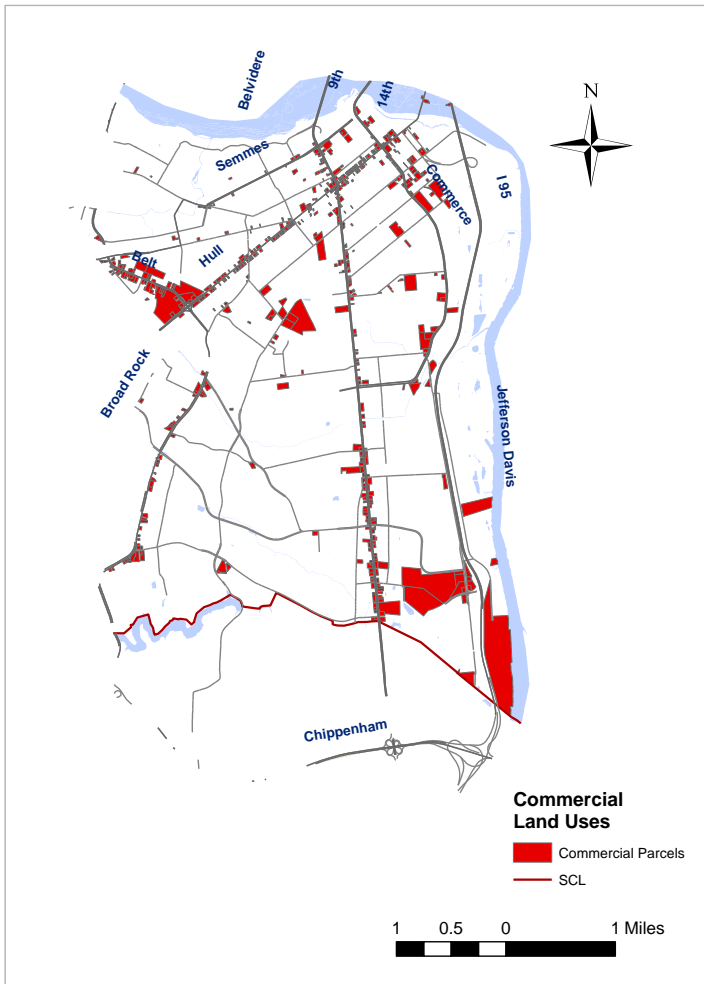 Belvidere
9th
14th
N
Semmes
Commerce
I 95
Belt
Hull
Broad Rock
Jefferson Davis
Chippenham
Commercial
Land Uses
Commercial Parcels
SCL
1 0.5 0 1 Miles